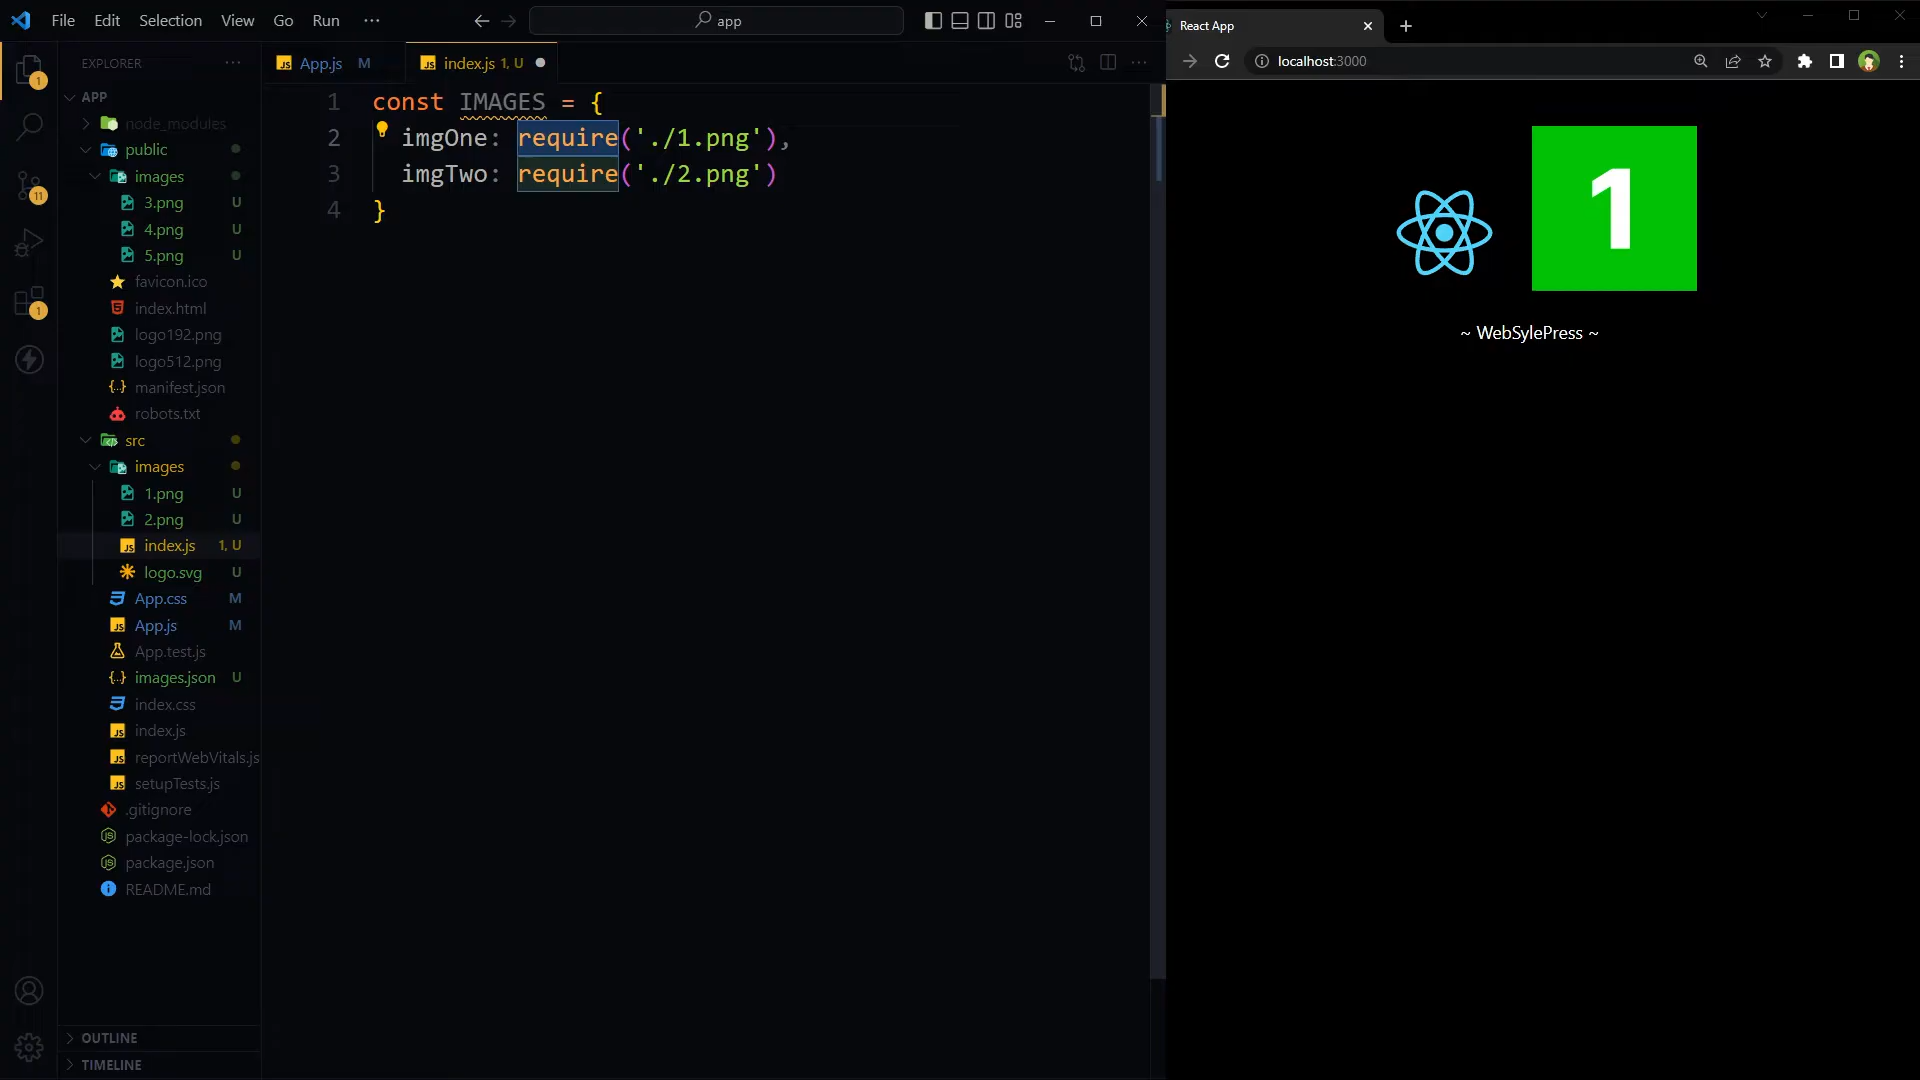 File Edit Selection View Go Run ··· app
EXPLORER ···
APP
node_modules
public
images
3.png U
4.png U
5.png U
favicon.ico
index.html
logo192.png
logo512.png
manifest.json
robots.txt
src
images
1.png U
2.png U
index.js 1, U
logo.svg U
App.css M
App.js M
App.test.js
images.json U
index.css
index.js
reportWebVitals.js
setupTests.js
.gitignore
package-lock.json
package.json
README.md
OUTLINE
TIMELINE
1
11
1
App.js M index.js 1, U
1 const IMAGES = {
2 imgOne: require('./1.png'),
3 imgTwo: require('./2.png')
4 }
React App
localhost:3000
1
~ WebSylePress ~